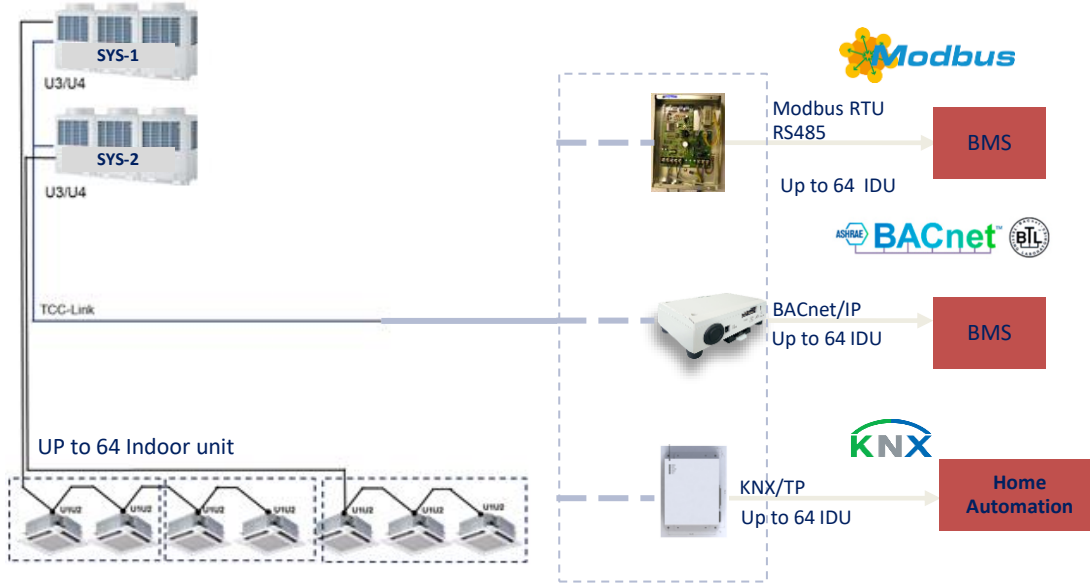 SYS-1
U3/U4
SYS-2
U3/U4
TCC-Link
UP to 64 Indoor unit
U1U2
U1U2
U1U2
U1U2
U1U2
U1U2
U1U2
Modbus
Modbus RTU
RS485
Up to 64 IDU
BMS
ASHRAE BACnet™ BTL
BACnet/IP
Up to 64 IDU
BMS
KNX
KNX/TP
Up to 64 IDU
Home
Automation